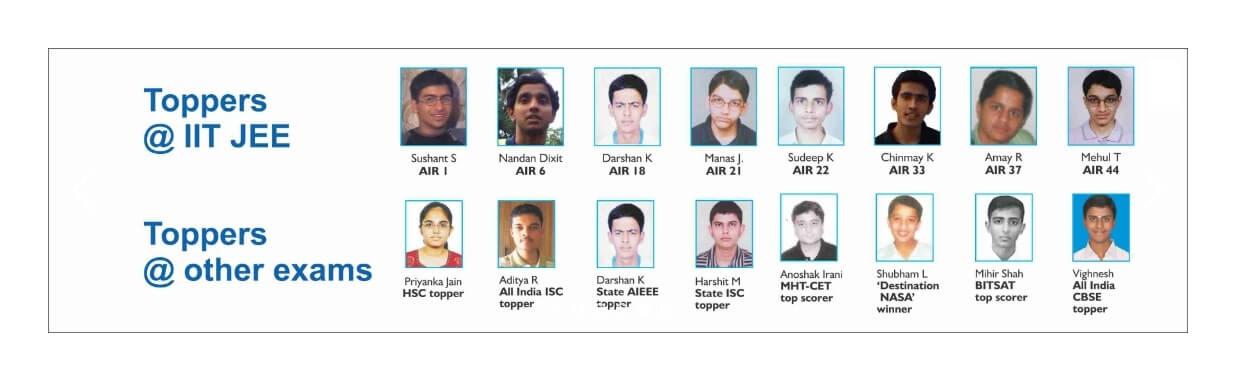 Toppers
@ IIT JEE
Sushant S
AIR 1
Nandan Dixit
AIR 6
Darshan K
AIR 18
Manas J.
AIR 21
Sudeep K
AIR 22
Chinmay K
AIR 33
Amay R
AIR 37
Mehul T
AIR 44
Toppers
@ other exams
Priyanka Jain
HSC topper
Aditya R
All India ISC
topper
Darshan K
State AIEEE
topper
Harshit M
State ISC
topper
Anoshak Irani
MHT-CET
top scorer
Shubham L
‘Destination
NASA’
winner
Mihir Shah
BITSAT
top scorer
Vighnesh
All India
CBSE
topper